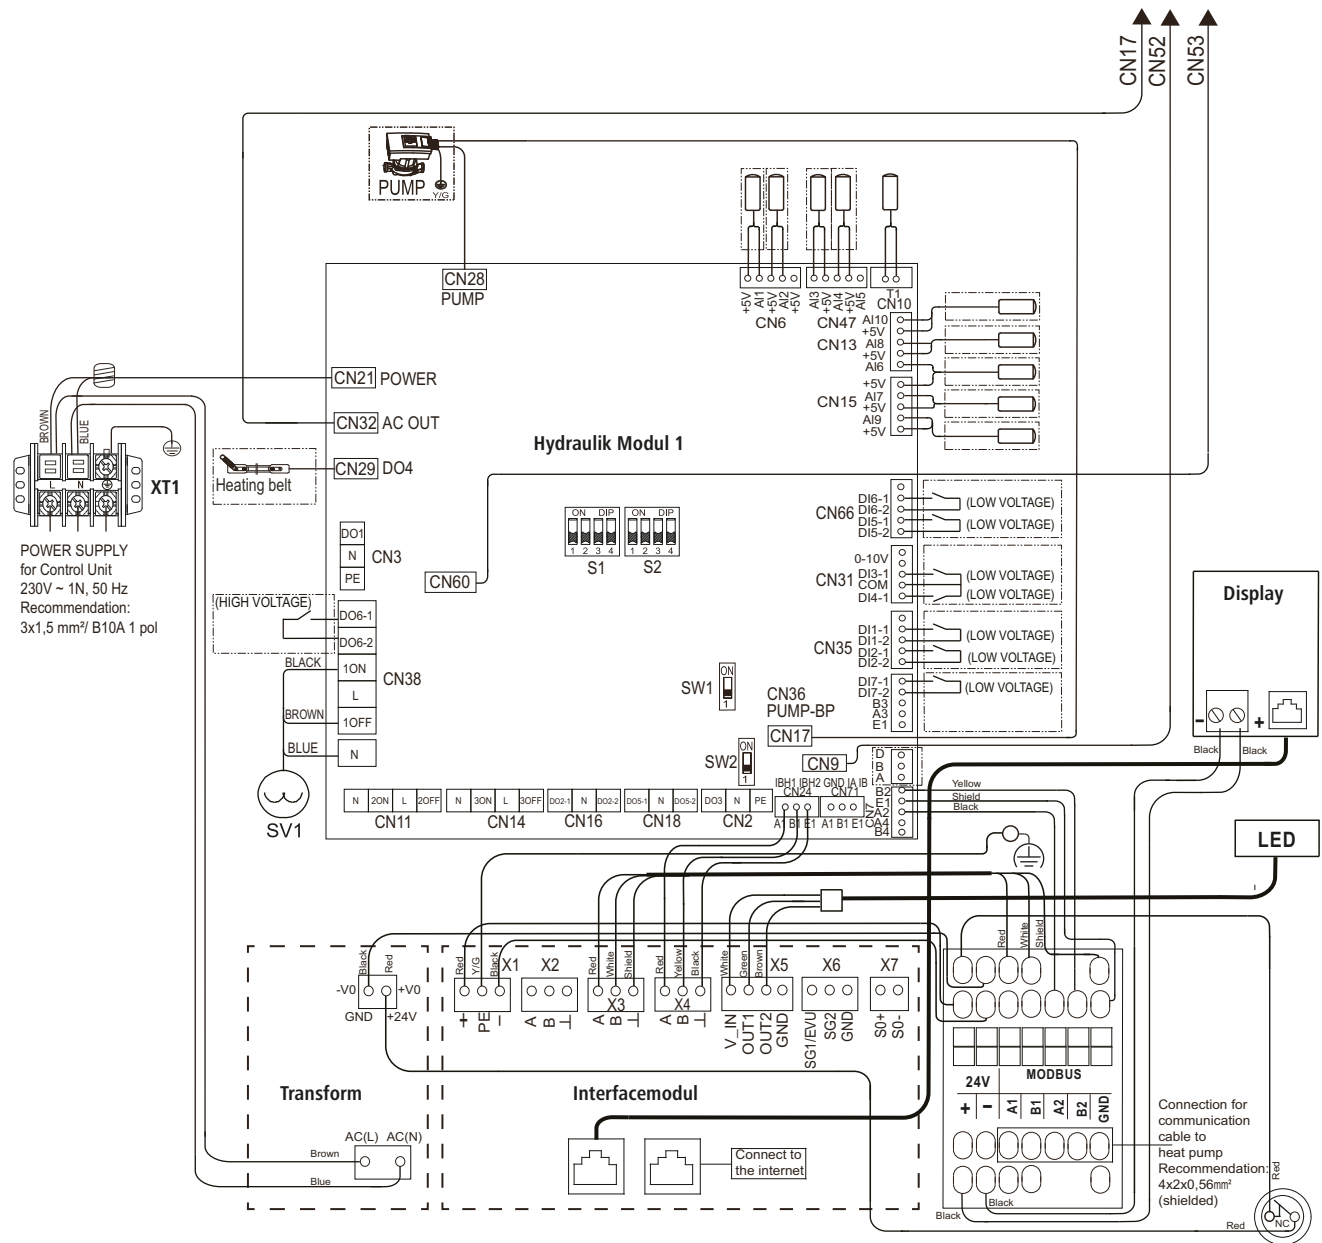 CN17
CN52
CN53
PUMP
Y/G
CN28
PUMP
+5V
AI1
+5V
AI2
+5V
CN6
AI3
+5V
AI4
+5V
AI5
CN47
T1
CN10
AI10
+5V
AI8
+5V
AI6
CN13
+5V
AI7
+5V
AI9
+5V
CN15
CN21 POWER
CN32 AC OUT
CN29 DO4
Heating belt
BROWN
BLUE
L N
XT1
POWER SUPPLY
for Control Unit
230V ~ 1N, 50 Hz
Recommendation:
3x1,5 mm²/ B10A 1 pol
Hydraulik Modul 1
ON DIP
1 2 3 4
S1
ON DIP
1 2 3 4
S2
DO1
N
PE
CN3
CN60
(HIGH VOLTAGE)
DO6-1
DO6-2
1ON
L
1OFF
N
CN38
BLACK
BROWN
BLUE
SV1
DI6-1
DI6-2
DI5-1
DI5-2
CN66
(LOW VOLTAGE)
(LOW VOLTAGE)
0-10V
DI3-1
COM
DI4-1
CN31
(LOW VOLTAGE)
(LOW VOLTAGE)
DI1-1
DI1-2
DI2-1
DI2-2
CN35
(LOW VOLTAGE)
(LOW VOLTAGE)
DI7-1
DI7-2
B3
A3
E1
(LOW VOLTAGE)
CN36
PUMP-BP
CN17
CN9
SW1
ON
1
SW2
ON
1
D
B
A
B2
E1
A2
A4
B4
CN7
Yellow
Shield
Black
N 2ON L 2OFF
CN11
N 3ON L 3OFF
CN14
DO2-1 N DO2-2
CN16
DO5-1 N DO5-2
CN18
DO3 N PE
CN2
IBH1 IBH2 GND IA IB
CN24
A1 B1 E1
CN71
A1 B1 E1
Display
- +
Black
Black
LED
Black
Red
-V0 +V0
GND +24V
Transform
AC(L) AC(N)
Brown
Blue
Red
Y/G
Black
X1
+
PE
-
X2
A
B
⊥
Red
White
Shield
X3
A
B
⊥
Red
Yellow
Black
X4
A
B
⊥
White
Green
Brown
X5
V_IN
OUT1
OUT2
GND
X6
SG1/EVU
SG2
GND
X7
S0+
S0-
Interfacemodul
Connect to
the internet
Red
White
Shield
24V
MODBUS
+
-
A1
B1
A2
B2
GND
Connection for
communication
cable to
heat pump
Recommendation:
4x2x0,56mm²
(shielded)
Black
Black
Red
Red
NC